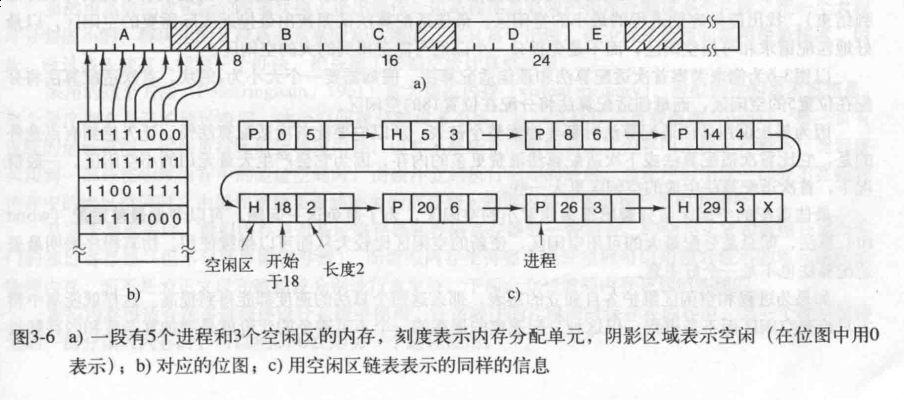 A B C D E
8 16 24
a)
11111000
11111111
11001111
11111000
P 0 5 H 5 3 P 8 6 P 14 4
H 18 2 P 20 6 P 26 3 H 29 3 X
空闲区 开始 于18 长度2 进程
b) c)
图3-6 a) 一段有5个进程和3个空闲区的内存，刻度表示内存分配单元，阴影区域表示空闲（在位图中用0
表示）；b) 对应的位图；c) 用空闲区链表表示的同样的信息